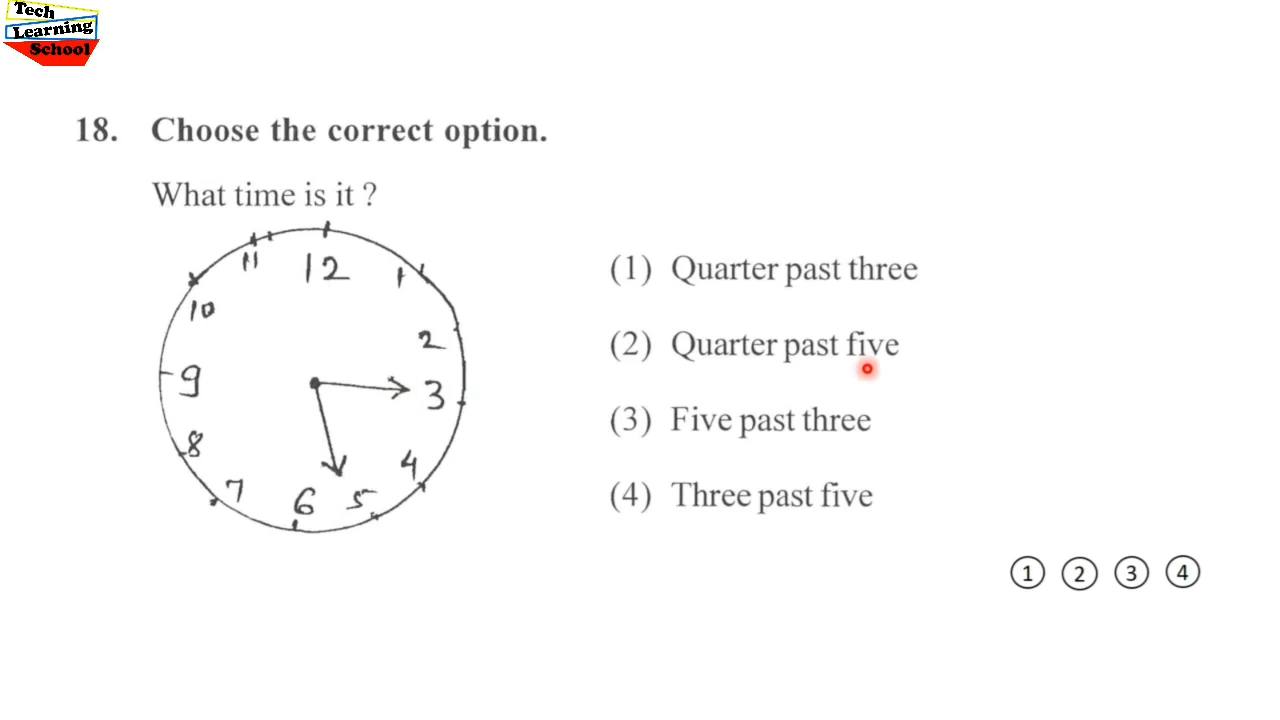 Tech
Learning
School
18. Choose the correct option.
What time is it ?
11 12 1
10 2
9 3
8 4
7 6 5
(1) Quarter past three
(2) Quarter past five
(3) Five past three
(4) Three past five
1 2 3 4